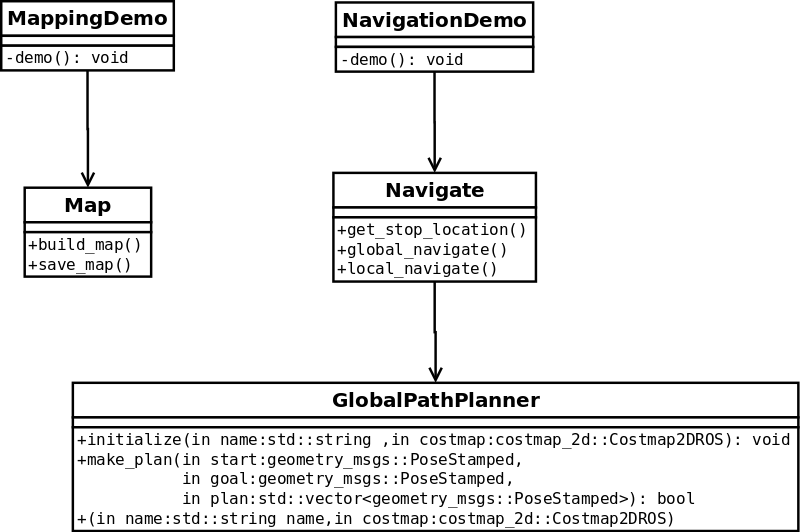 MappingDemo
-demo(): void
NavigationDemo
-demo(): void
Map
+build_map()
+save_map()
Navigate
+get_stop_location()
+global_navigate()
+local_navigate()
GlobalPathPlanner
+initialize(in name:std::string ,in costmap:costmap_2d::Costmap2DROS): void
+make_plan(in start:geometry_msgs::PoseStamped,
in goal:geometry_msgs::PoseStamped,
in plan:std::vector<geometry_msgs::PoseStamped>): bool
+(in name:std::string name,in costmap:costmap_2d::Costmap2DROS)